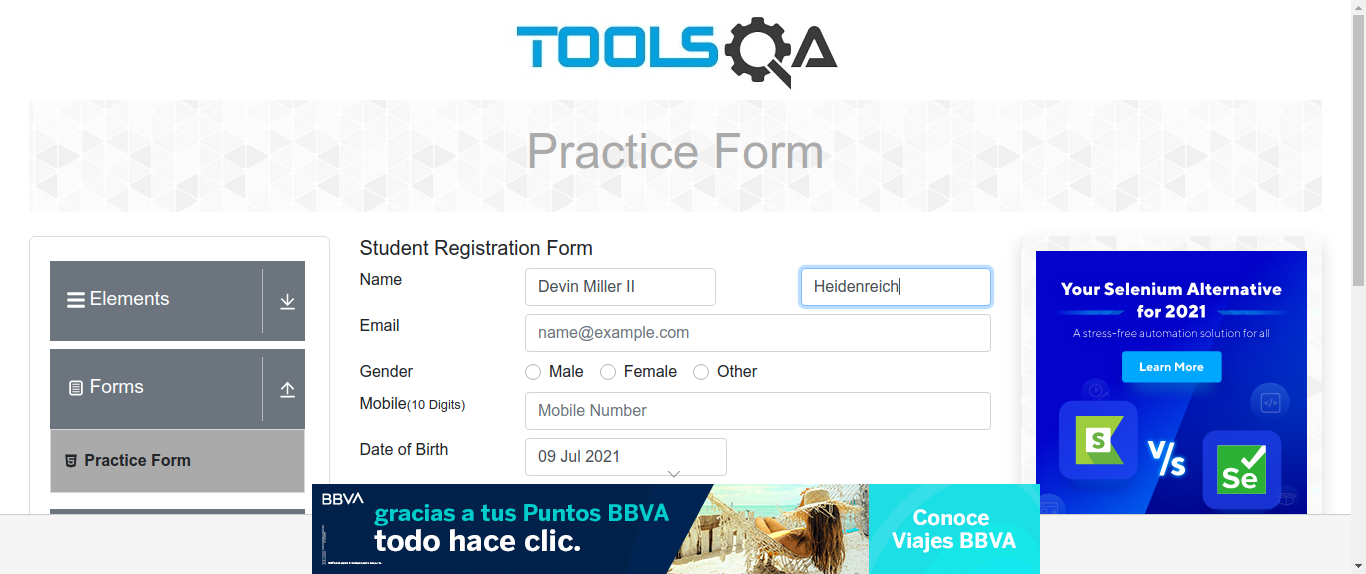 TOOLSQA
Practice Form
Elements
Forms
Practice Form
Student Registration Form
Name
Devin Miller II
Heidenreich
Email
name@example.com
Gender
Male
Female
Other
Mobile(10 Digits)
Mobile Number
Date of Birth
09 Jul 2021
Your Selenium Alternative
for 2021
A stress-free automation solution for all
Learn More
S
V/s
Se
BBVA
gracias a tus Puntos BBVA
todo hace clic.
Conoce
Viajes BBVA